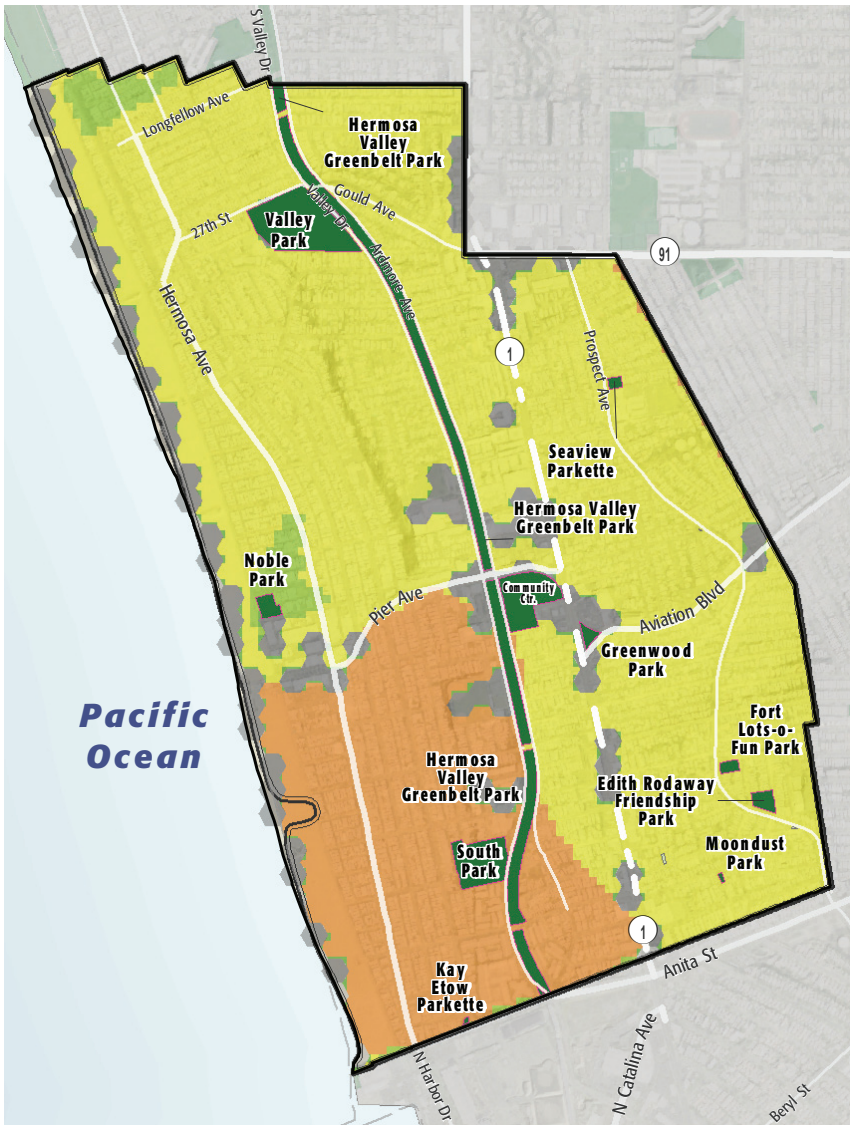 S Valley Dr
Longfellow Ave
Hermosa
Valley
Greenbelt Park
27th St
Valley
Park
Valley Dr
Gould Ave
Ardmore Ave
91
Hermosa Ave
1
Prospect Ave
Seaview
Parkette
Hermosa Valley
Greenbelt Park
Noble
Park
Pier Ave
Community
Ctr.
Aviation Blvd
Greenwood
Park
Pacific
Ocean
Fort
Lots-o-
Fun Park
Hermosa
Valley
Greenbelt Park
Edith Rodaway
Friendship
Park
South
Park
Moondust
Park
1
Anita St
Kay
Etow
Parkette
N Harbor Dr
N Catalina Ave
Beryl St